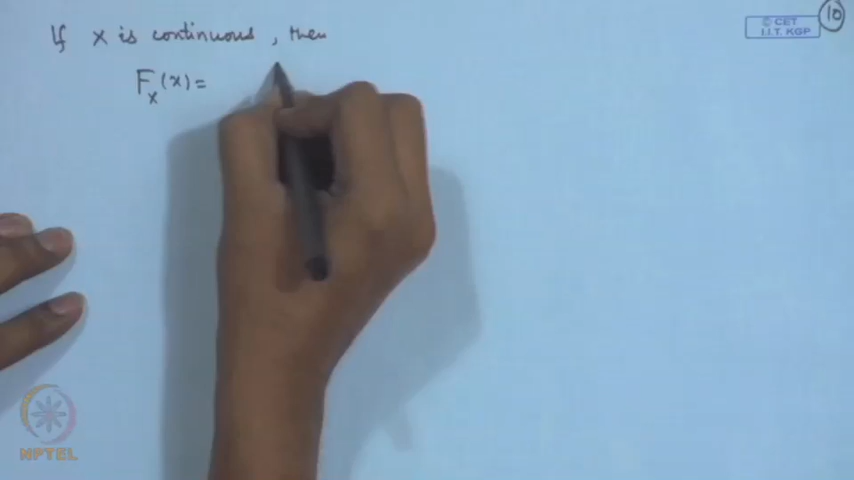 If X is continuous, then
F_X(x) =
10
© CET
I.I.T. KGP
NPTEL